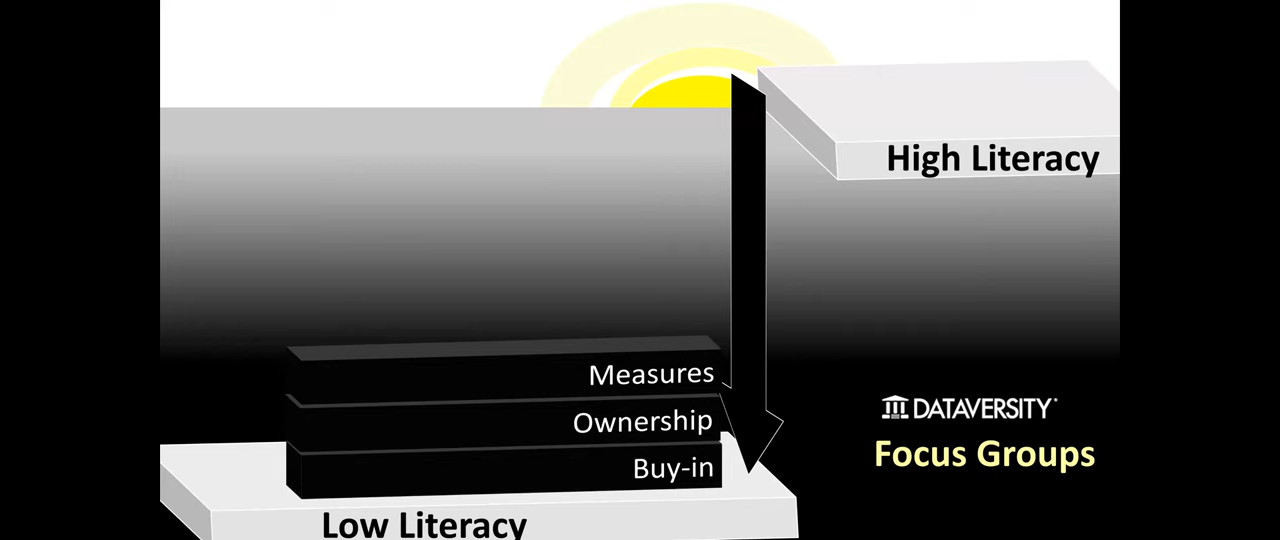 High Literacy
Measures
Ownership
Buy-in
Low Literacy
DATAVERSITY
Focus Groups